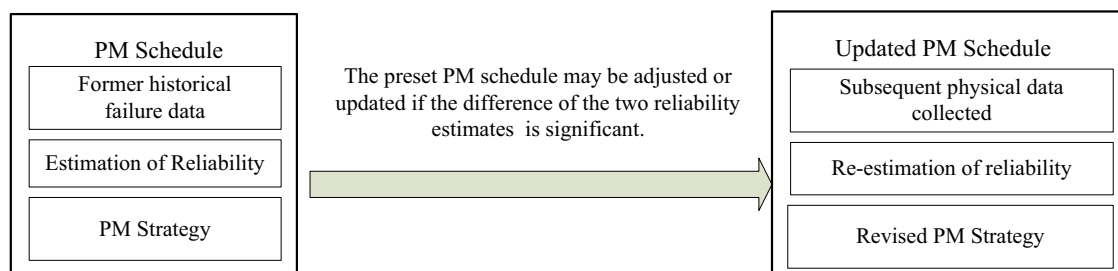 PM Schedule
Former historical
failure data
Estimation of Reliability
PM Strategy
The preset PM schedule may be adjusted or
updated if the difference of the two reliability
estimates is significant.
Updated PM Schedule
Subsequent physical data
collected
Re-estimation of reliability
Revised PM Strategy